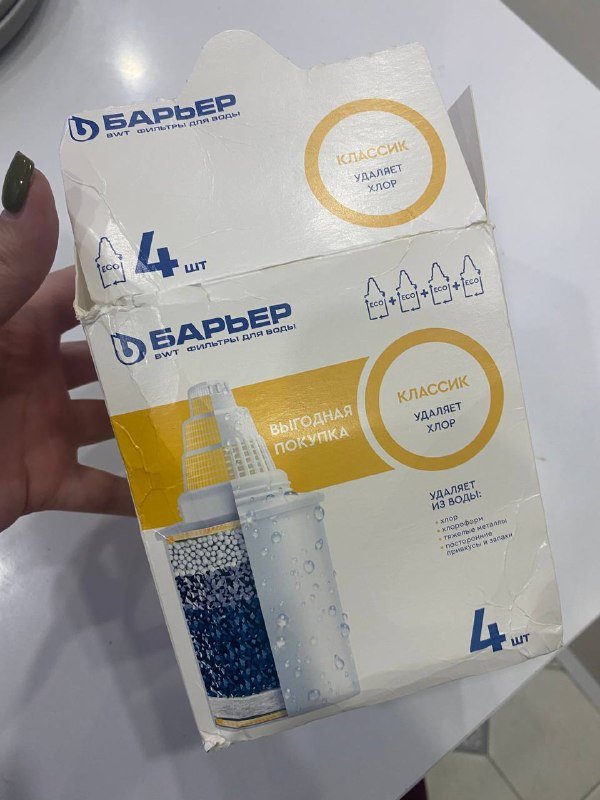 БАРЬЕР
BWT ФИЛЬТРЫ ДЛЯ ВОДЫ
КЛАССИК
УДАЛЯЕТ
ХЛОР
ECO
4 шт
БАРЬЕР
BWT ФИЛЬТРЫ ДЛЯ ВОДЫ
ECO + ECO + ECO + ECO
ВЫГОДНАЯ
ПОКУПКА
КЛАССИК
УДАЛЯЕТ
ХЛОР
УДАЛЯЕТ
ИЗ ВОДЫ:
• хлор
• хлороформ
• тяжелые металлы
• посторонние
привкусы и запахи
4 шт